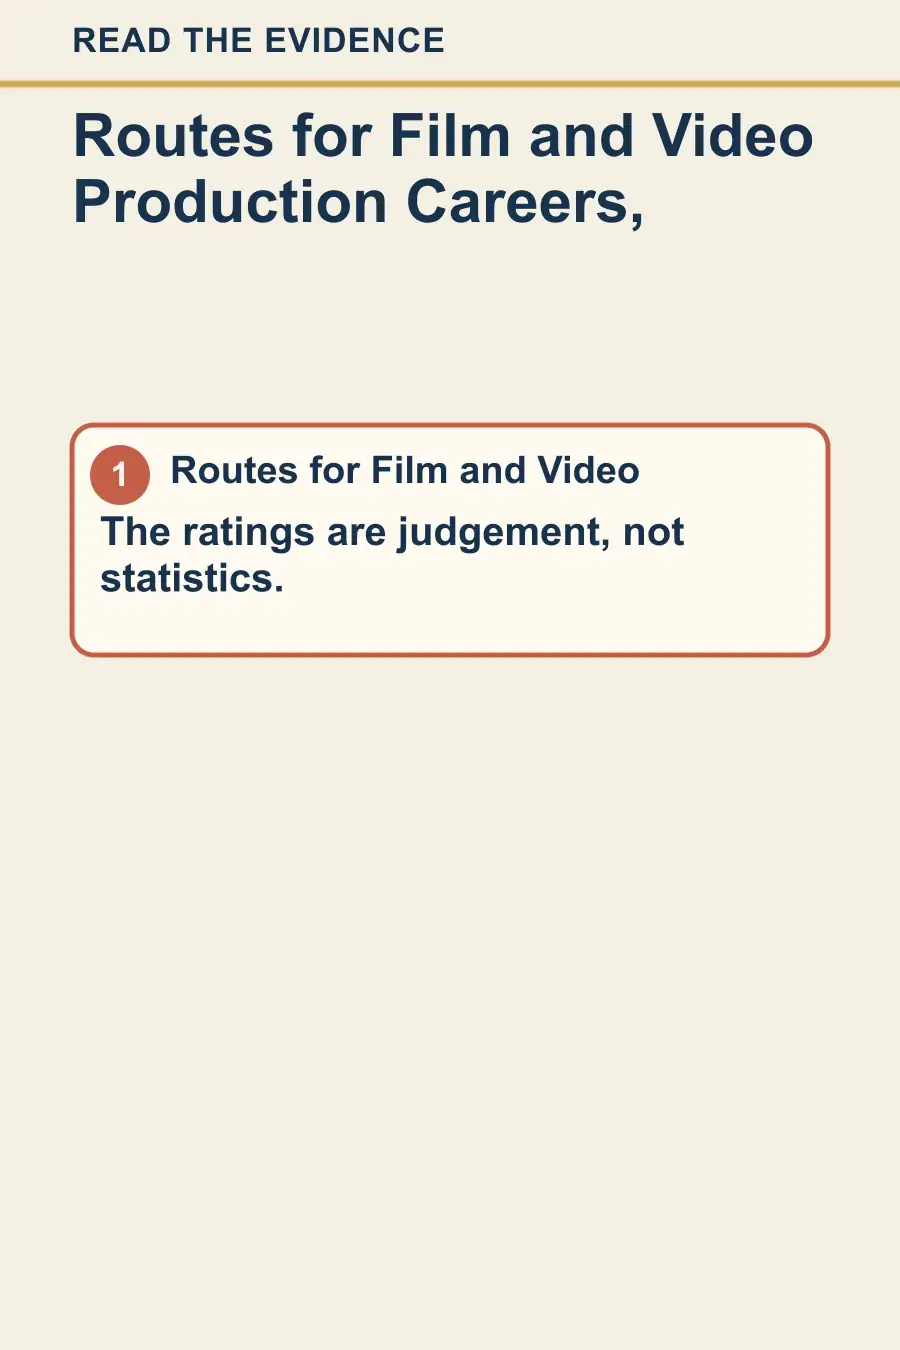 READ THE EVIDENCE
Routes for Film and Video
Production Careers,
1 Routes for Film and Video
The ratings are judgement, not
statistics.